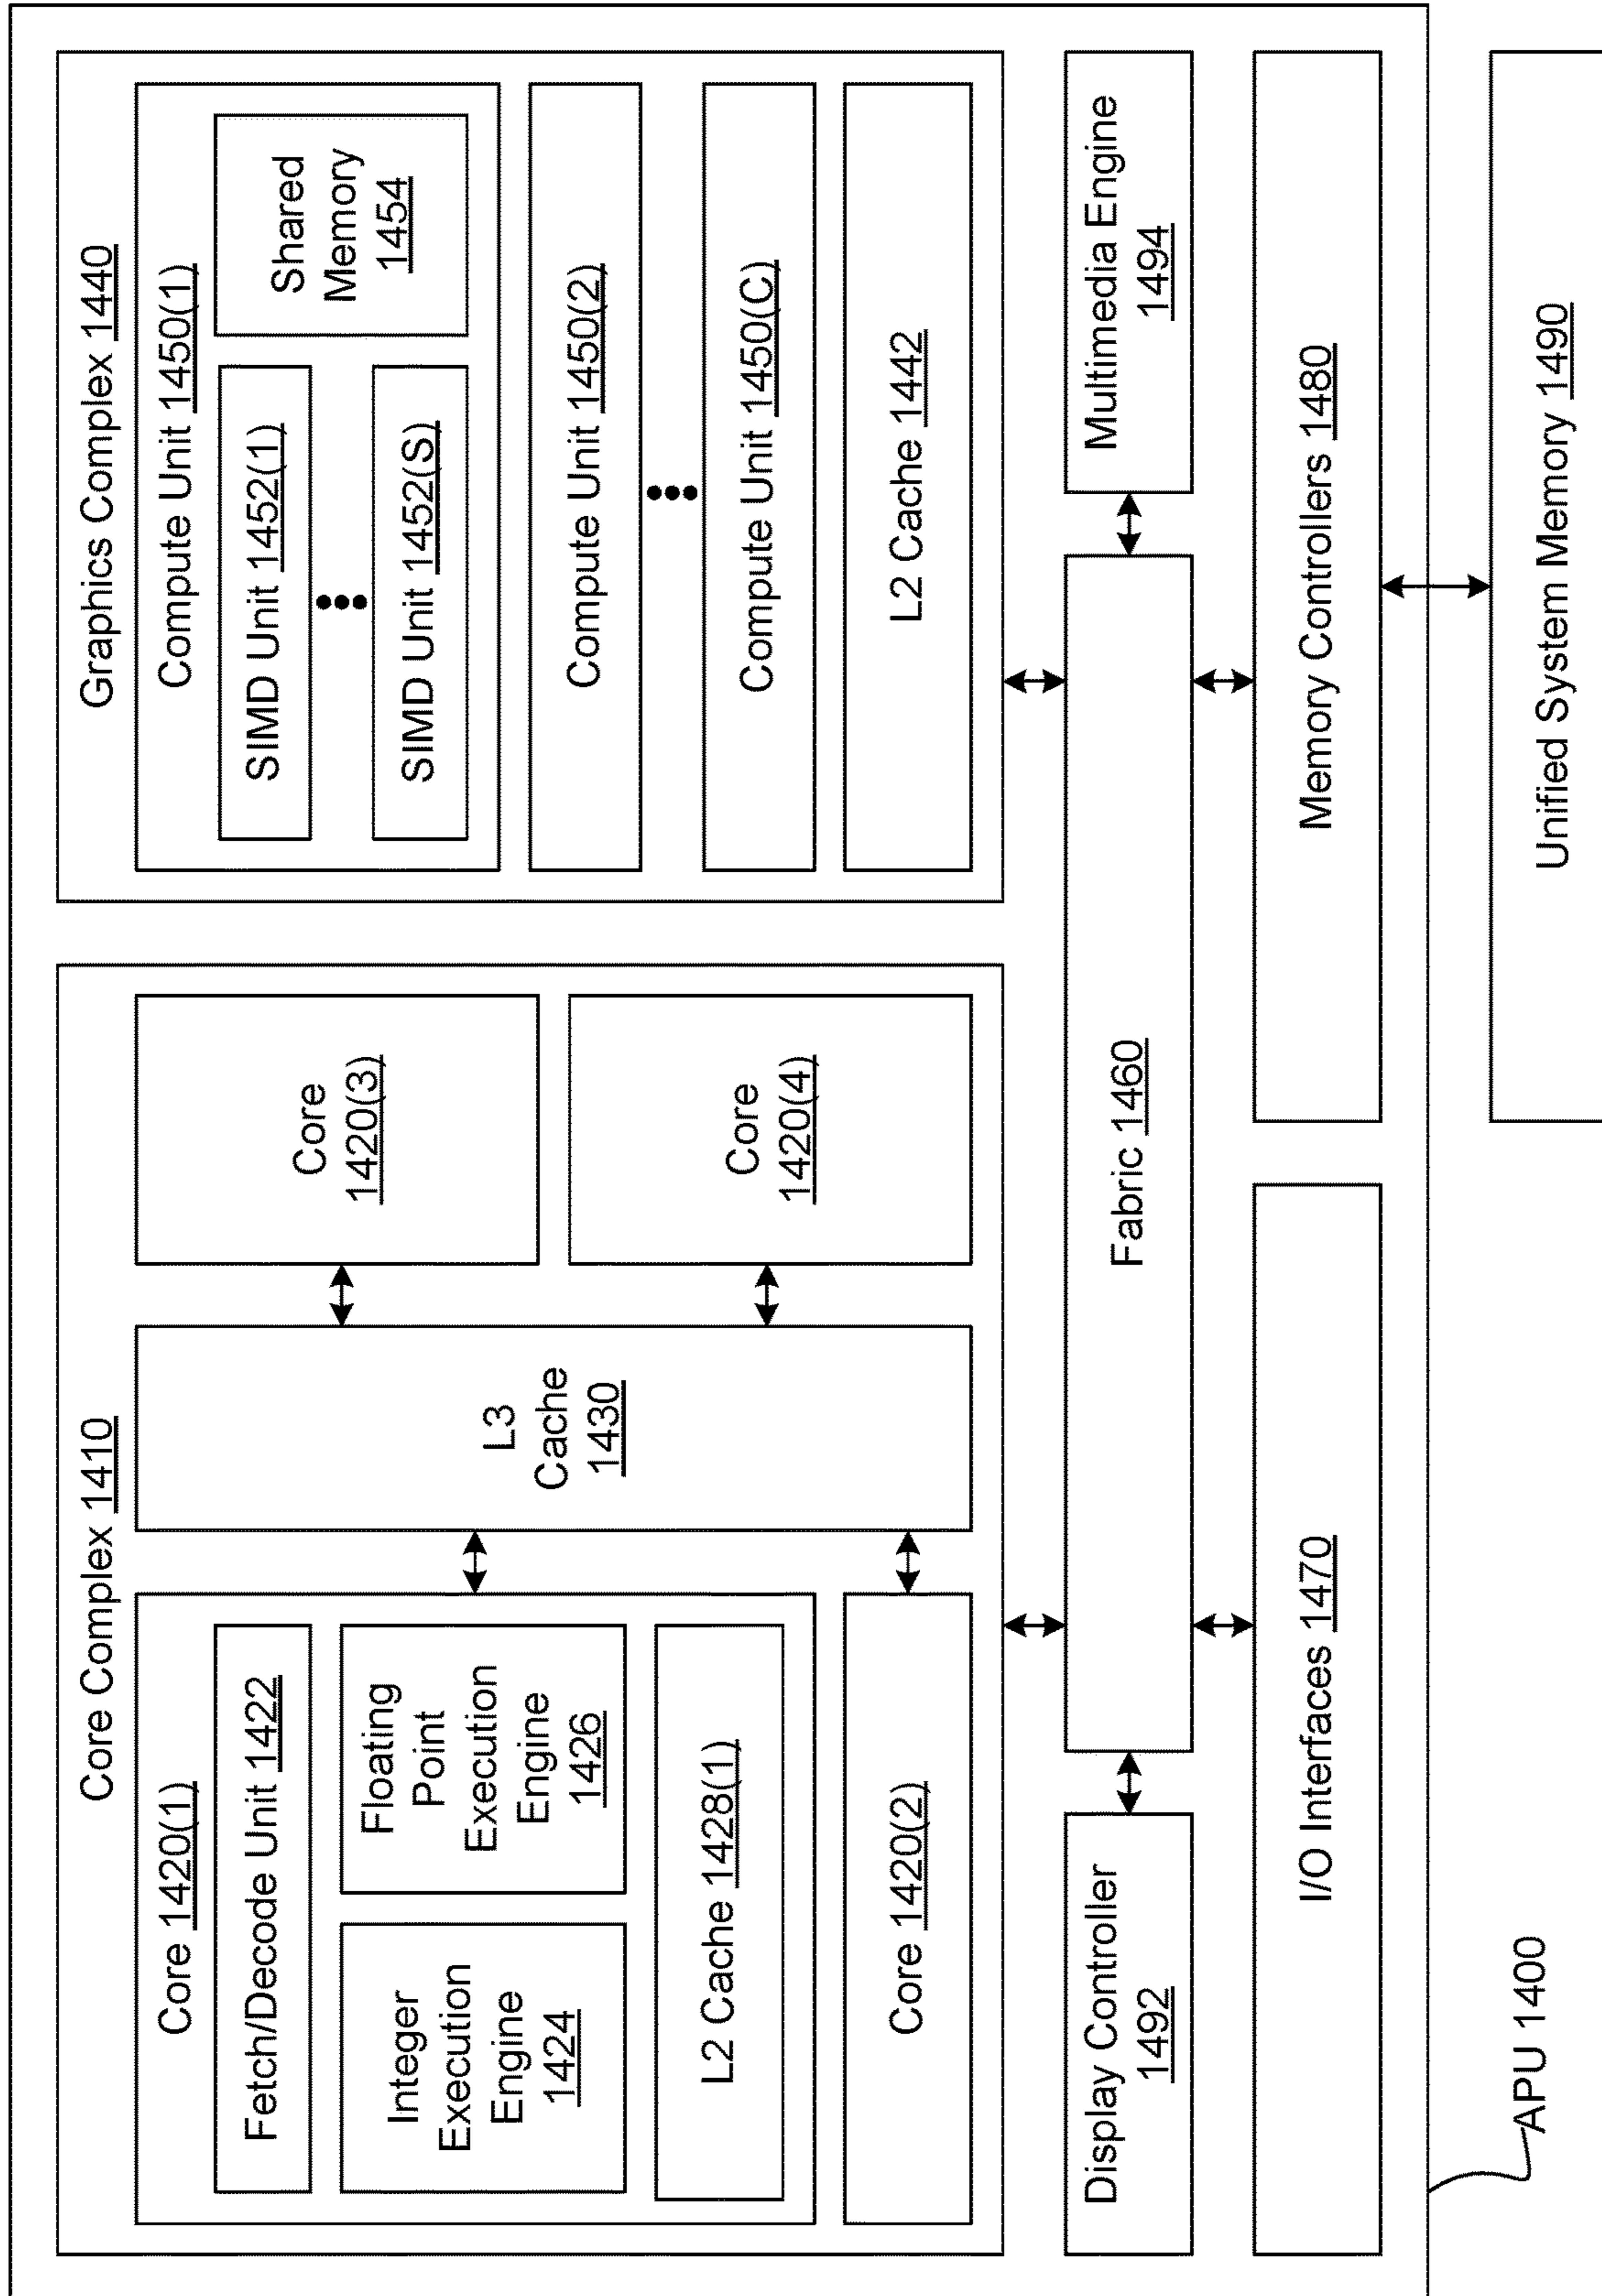 Core Complex 1410
Core 1420(1)
Fetch/Decode Unit 1422
Integer
Execution
Engine
1424
Floating
Point
Execution
Engine
1426
L2 Cache 1428(1)
Core 1420(2)
L3
Cache
1430
Core
1420(3)
Core
1420(4)
Graphics Complex 1440
Compute Unit 1450(1)
SIMD Unit 1452(1)
SIMD Unit 1452(S)
Shared
Memory
1454
Compute Unit 1450(2)
Compute Unit 1450(C)
L2 Cache 1442
Display Controller
1492
Fabric 1460
Multimedia Engine
1494
I/O Interfaces 1470
Memory Controllers 1480
APU 1400
Unified System Memory 1490